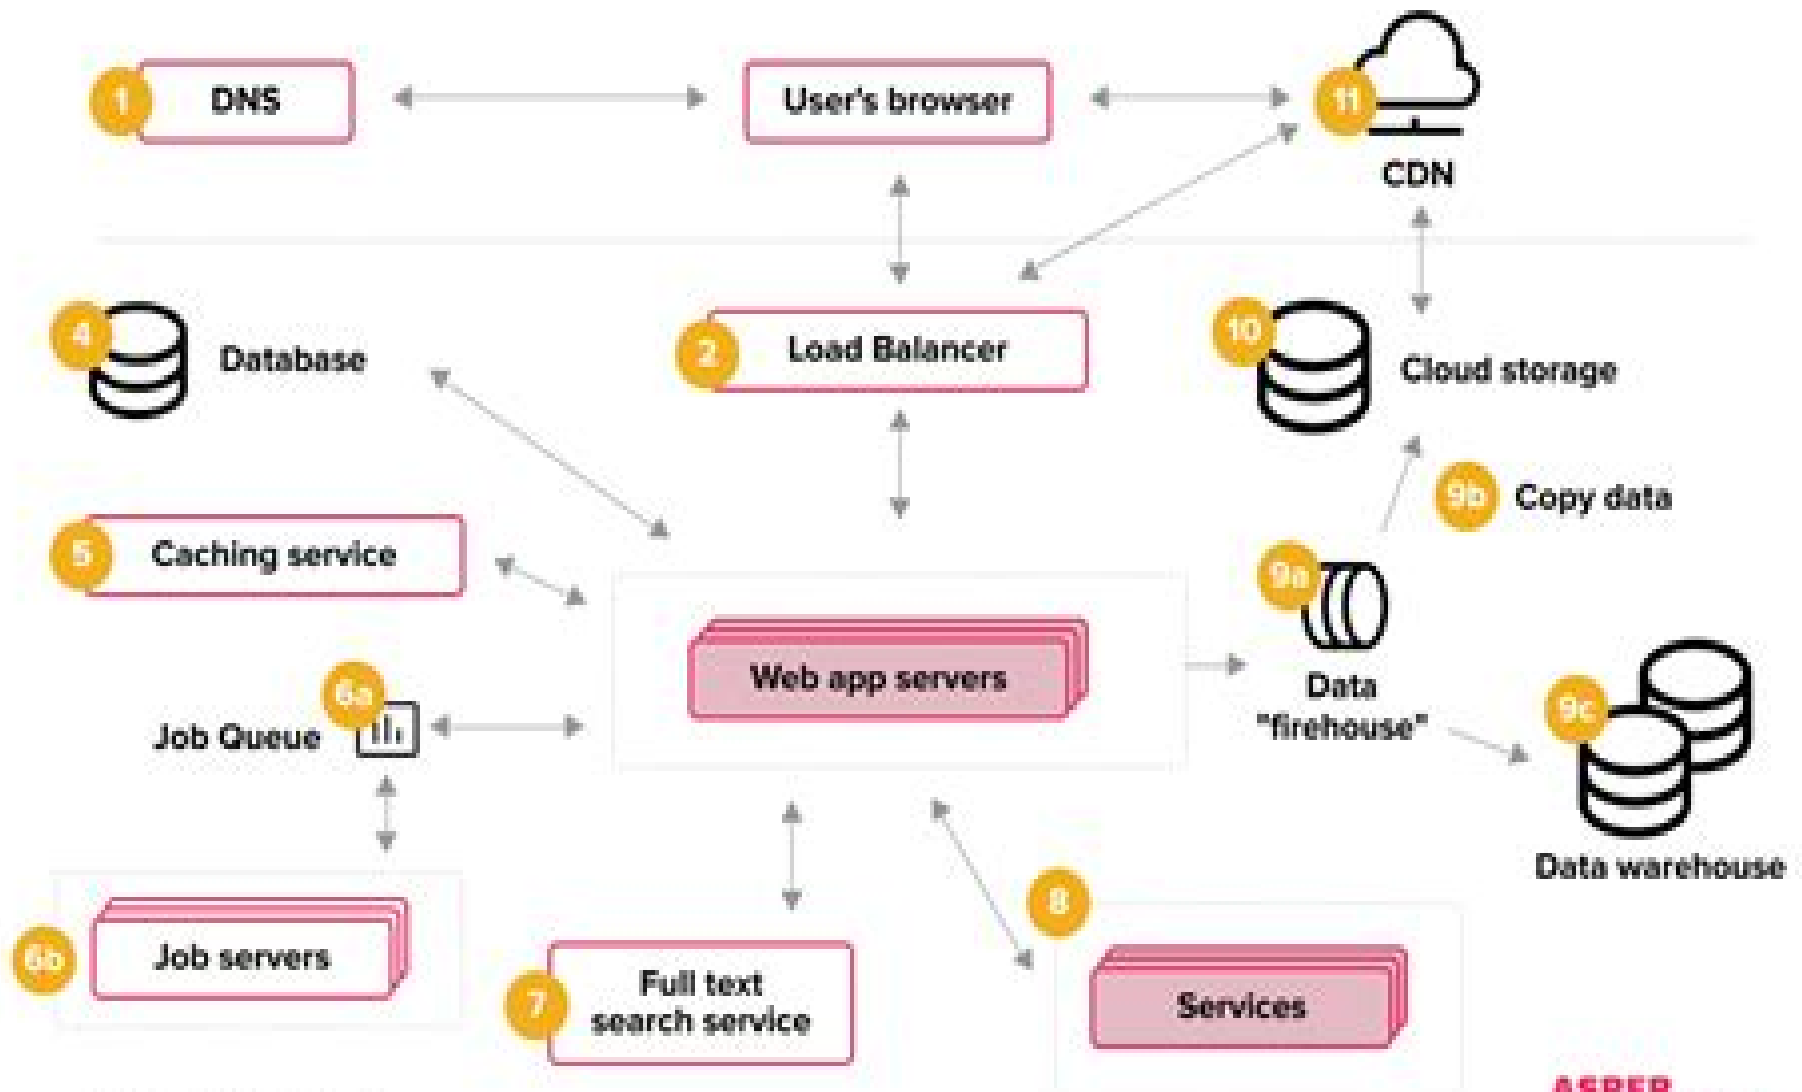 1 DNS
User's browser
11
CDN
4 Database
2 Load Balancer
10 Cloud storage
9b Copy data
5 Caching service
9a
Web app servers
Data
"firehouse"
6a
Job Queue
9c
Data warehouse
8
6b Job servers
7 Full text
search service
Services